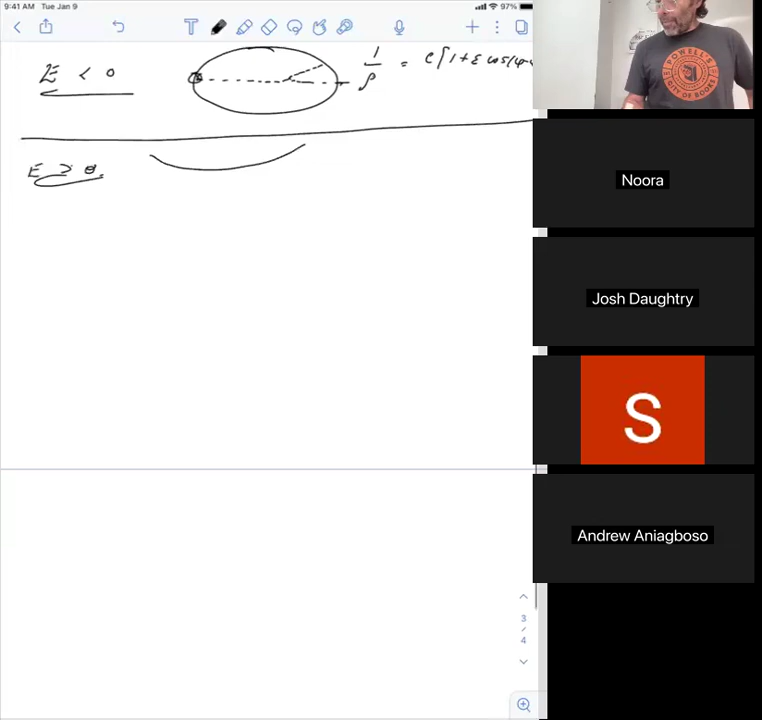 9:41 AM Tue Jan 9
97%
T
E < 0
1/ρ = c[1+ε cos(φ-
E ≥ 0.
3
4
POWELL'S
CITY OF BOOKS
Noora
Josh Daughtry
S
Andrew Aniagboso